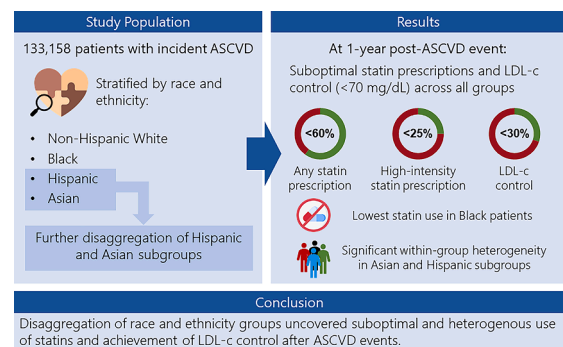 Study Population
133,158 patients with incident ASCVD
Stratified by race and
ethnicity:
• Non-Hispanic White
• Black
• Hispanic
• Asian
Further disaggregation of Hispanic
and Asian subgroups
Results
At 1-year post-ASCVD event:
Suboptimal statin prescriptions and LDL-c
control (<70 mg/dL) across all groups
<60% <25% <30%
Any statin High-intensity LDL-c
prescription statin prescription control
Lowest statin use in Black patients
Significant within-group heterogeneity
in Asian and Hispanic subgroups
Conclusion
Disaggregation of race and ethnicity groups uncovered suboptimal and heterogenous use
of statins and achievement of LDL-c control after ASCVD events.